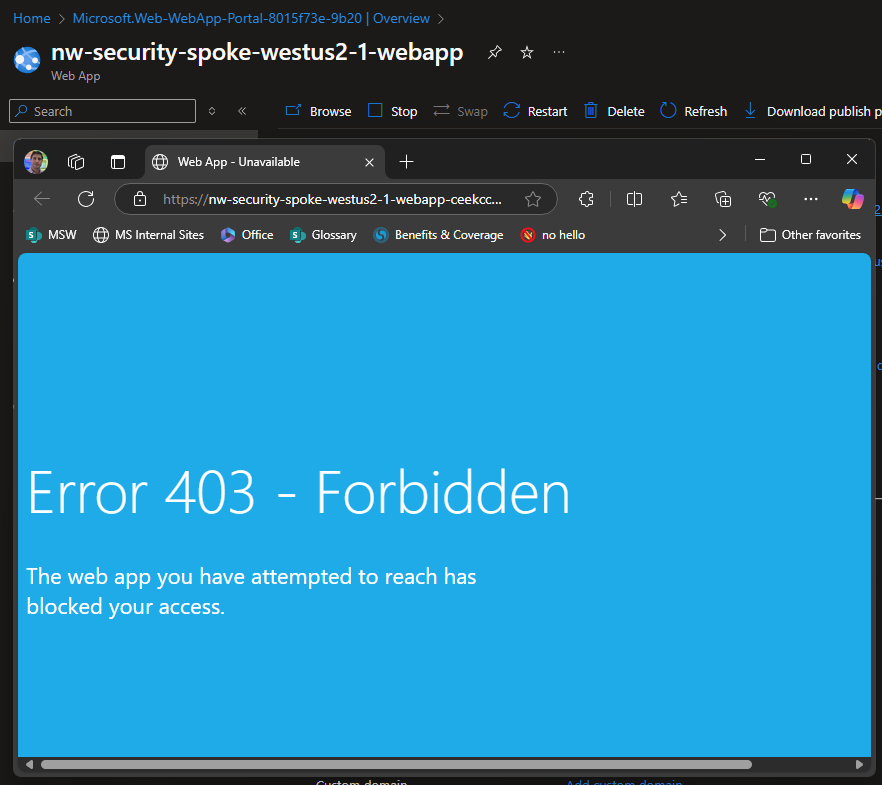 Home > Microsoft.Web-WebApp-Portal-8015f73e-9b20 | Overview >
nw-security-spoke-westus2-1-webapp
Web App
Search
Browse Stop Swap Restart Delete Refresh Download publish p
Web App - Unavailable
https://nw-security-spoke-westus2-1-webapp-ceekcc...
MSW MS Internal Sites Office Glossary Benefits & Coverage no hello Other favorites
Error 403 - Forbidden
The web app you have attempted to reach has
blocked your access.
Custom domain Add custom domain